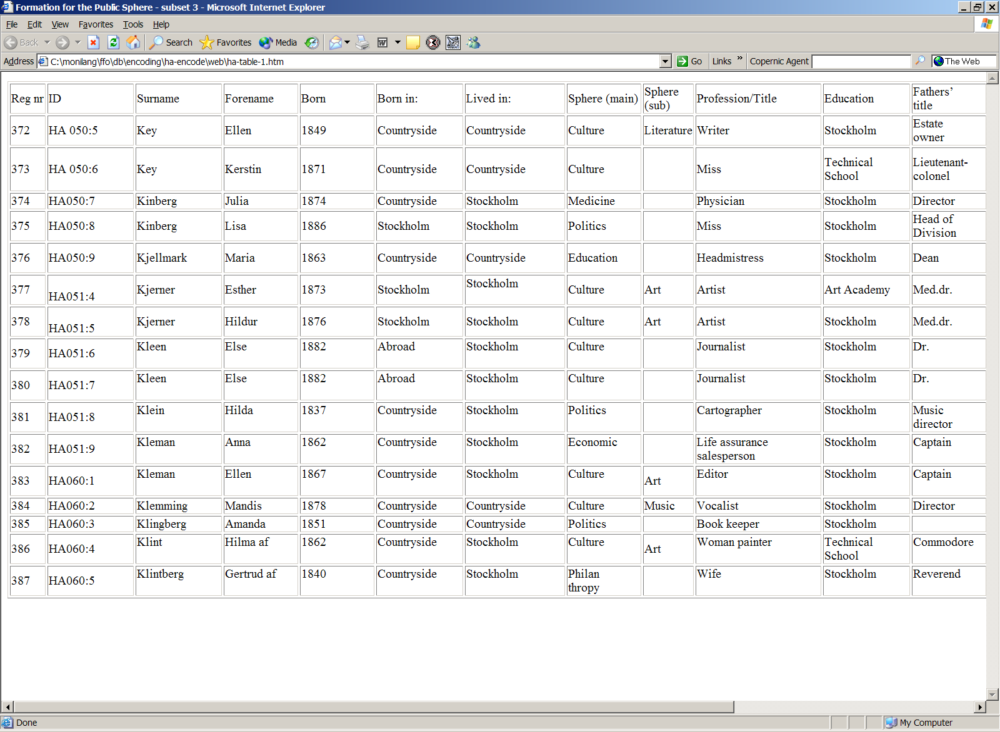 Formation for the Public Sphere - subset 3 - Microsoft Internet Explorer
File Edit View Favorites Tools Help
Back Search Favorites Media
Address C:\monilang\ffo\db\encoding\ha-encode\web\ha-table-1.htm Go Links » Copernic Agent The Web
Reg nr ID Surname Forename Born Born in: Lived in: Sphere (main) Sphere (sub) Profession/Title Education Fathers’ title
372 HA 050:5 Key Ellen 1849 Countryside Countryside Culture Literature Writer Stockholm Estate owner
373 HA 050:6 Key Kerstin 1871 Countryside Countryside Culture Miss Technical School Lieutenant-colonel
374 HA050:7 Kinberg Julia 1874 Countryside Stockholm Medicine Physician Stockholm Director
375 HA050:8 Kinberg Lisa 1886 Stockholm Stockholm Politics Miss Stockholm Head of Division
376 HA050:9 Kjellmark Maria 1863 Countryside Countryside Education Headmistress Stockholm Dean
377 HA051:4 Kjerner Esther 1873 Stockholm Stockholm Culture Art Artist Art Academy Med.dr.
378 HA051:5 Kjerner Hildur 1876 Stockholm Stockholm Culture Art Artist Stockholm Med.dr.
379 HA051:6 Kleen Else 1882 Abroad Stockholm Culture Journalist Stockholm Dr.
380 HA051:7 Kleen Else 1882 Abroad Stockholm Culture Journalist Stockholm Dr.
381 HA051:8 Klein Hilda 1837 Countryside Stockholm Politics Cartographer Stockholm Music director
382 HA051:9 Kleman Anna 1862 Countryside Stockholm Economic Life assurance salesperson Stockholm Captain
383 HA060:1 Kleman Ellen 1867 Countryside Stockholm Culture Art Editor Stockholm Captain
384 HA060:2 Klemming Mandis 1878 Countryside Countryside Culture Music Vocalist Stockholm Director
385 HA060:3 Klingberg Amanda 1851 Countryside Countryside Politics Book keeper Stockholm
386 HA060:4 Klint Hilma af 1862 Countryside Stockholm Culture Art Woman painter Technical School Commodore
387 HA060:5 Klintberg Gertrud af 1840 Countryside Stockholm Philan thropy Wife Stockholm Reverend
Done My Computer